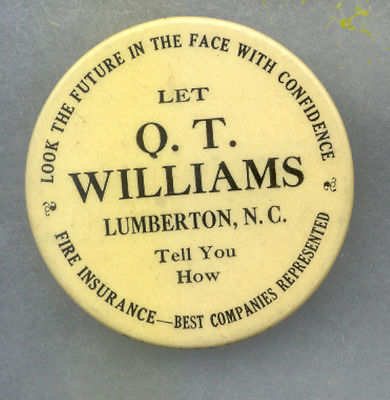 LOOK THE FUTURE IN THE FACE WITH CONFIDENCE
LET
Q. T.
WILLIAMS
LUMBERTON, N. C.
Tell You
How
FIRE INSURANCE—BEST COMPANIES REPRESENTED